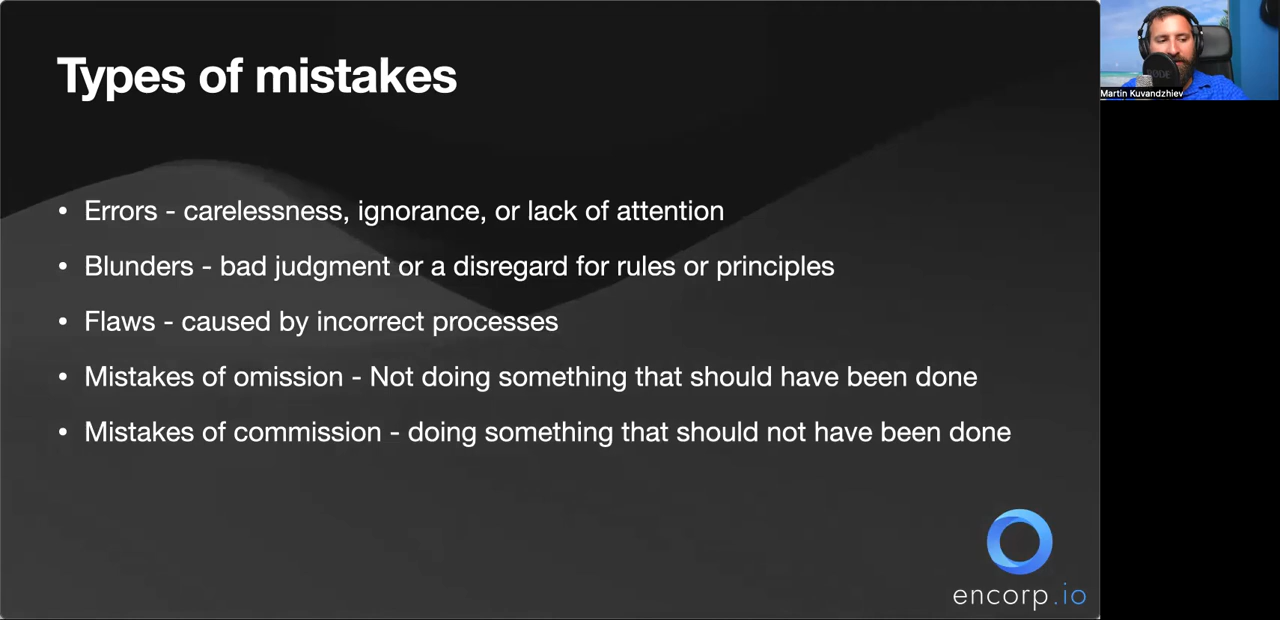 Types of mistakes
• Errors - carelessness, ignorance, or lack of attention
• Blunders - bad judgment or a disregard for rules or principles
• Flaws - caused by incorrect processes
• Mistakes of omission - Not doing something that should have been done
• Mistakes of commission - doing something that should not have been done
encorp.io
RODE
Martin Kuvandzhiev